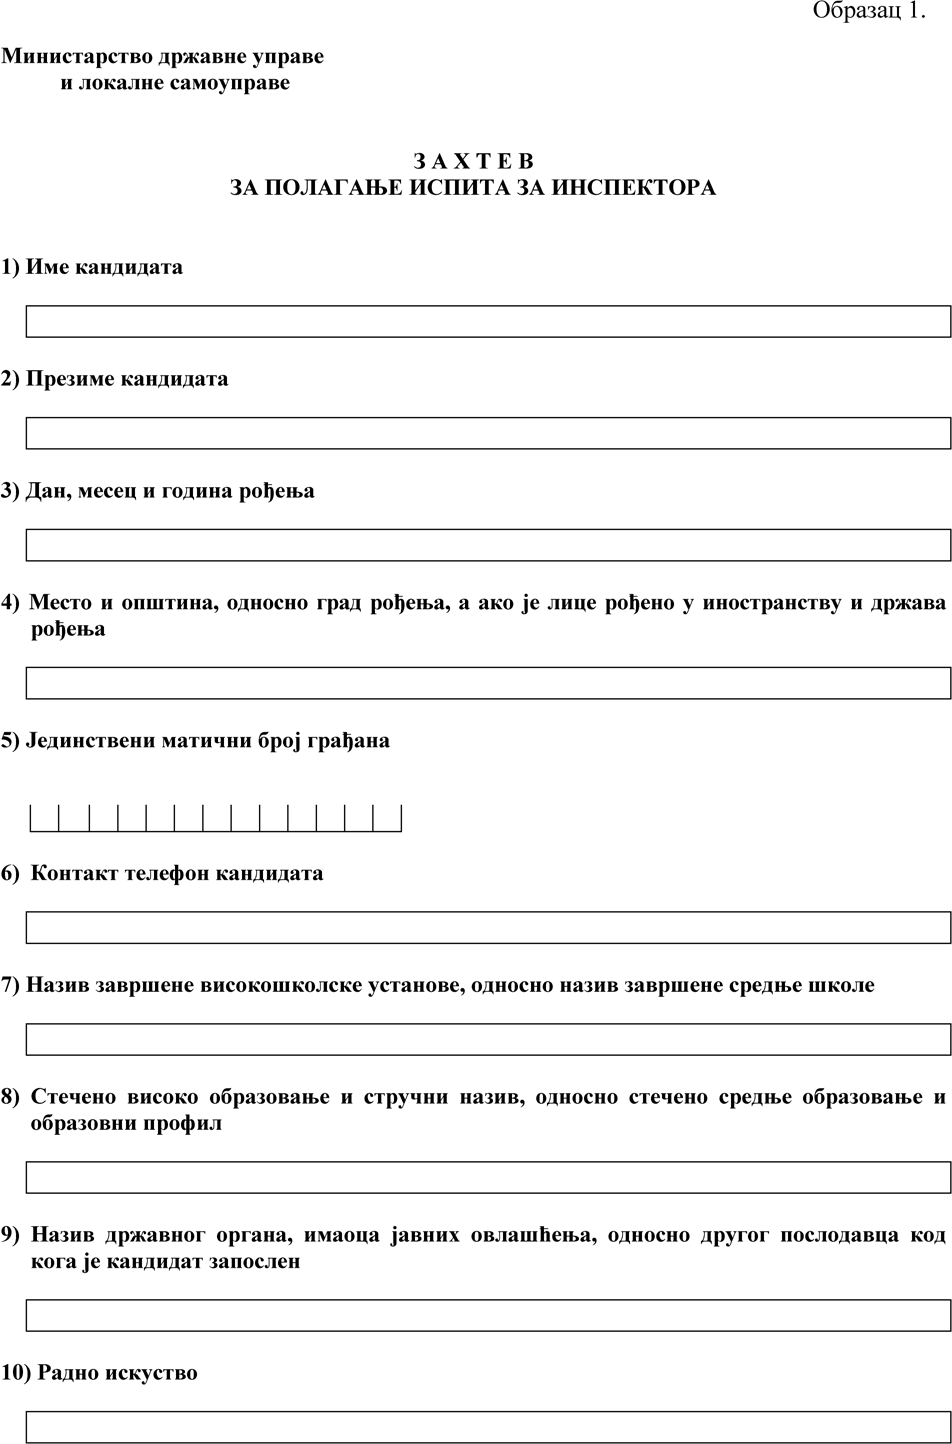 Образац 1.
Министарство државне управе
и локалне самоуправе
З А Х Т Е В
ЗА ПОЛАГАЊЕ ИСПИТА ЗА ИНСПЕКТОРА
1) Име кандидата
2) Презиме кандидата
3) Дан, месец и година рођења
4) Место и општина, односно град рођења, а ако је лице рођено у иностранству и држава
рођења
5) Јединствени матични број грађана
6) Контакт телефон кандидата
7) Назив завршене високошколске установе, односно назив завршене средње школе
8) Стечено високо образовање и стручни назив, односно стечено средње образовање и
образовни профил
9) Назив државног органа, имаоца јавних овлашћења, односно другог послодавца код
кога је кандидат запослен
10) Радно искуство